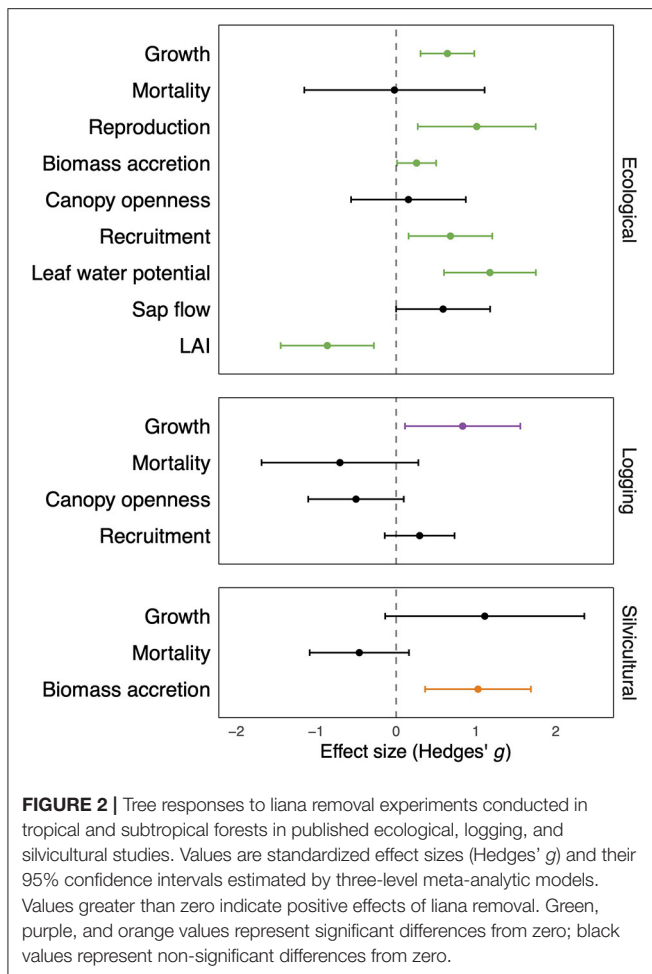 Growth
Mortality
Reproduction
Biomass accretion
Canopy openness
Recruitment
Leaf water potential
Sap flow
LAI
Ecological
Growth
Mortality
Canopy openness
Recruitment
Logging
Growth
Mortality
Biomass accretion
Silvicultural
−2 −1 0 1 2
Effect size (Hedges' g)
FIGURE 2 | Tree responses to liana removal experiments conducted in
tropical and subtropical forests in published ecological, logging, and
silvicultural studies. Values are standardized effect sizes (Hedges' g) and their
95% confidence intervals estimated by three-level meta-analytic models.
Values greater than zero indicate positive effects of liana removal. Green,
purple, and orange values represent significant differences from zero; black
values represent non-significant differences from zero.